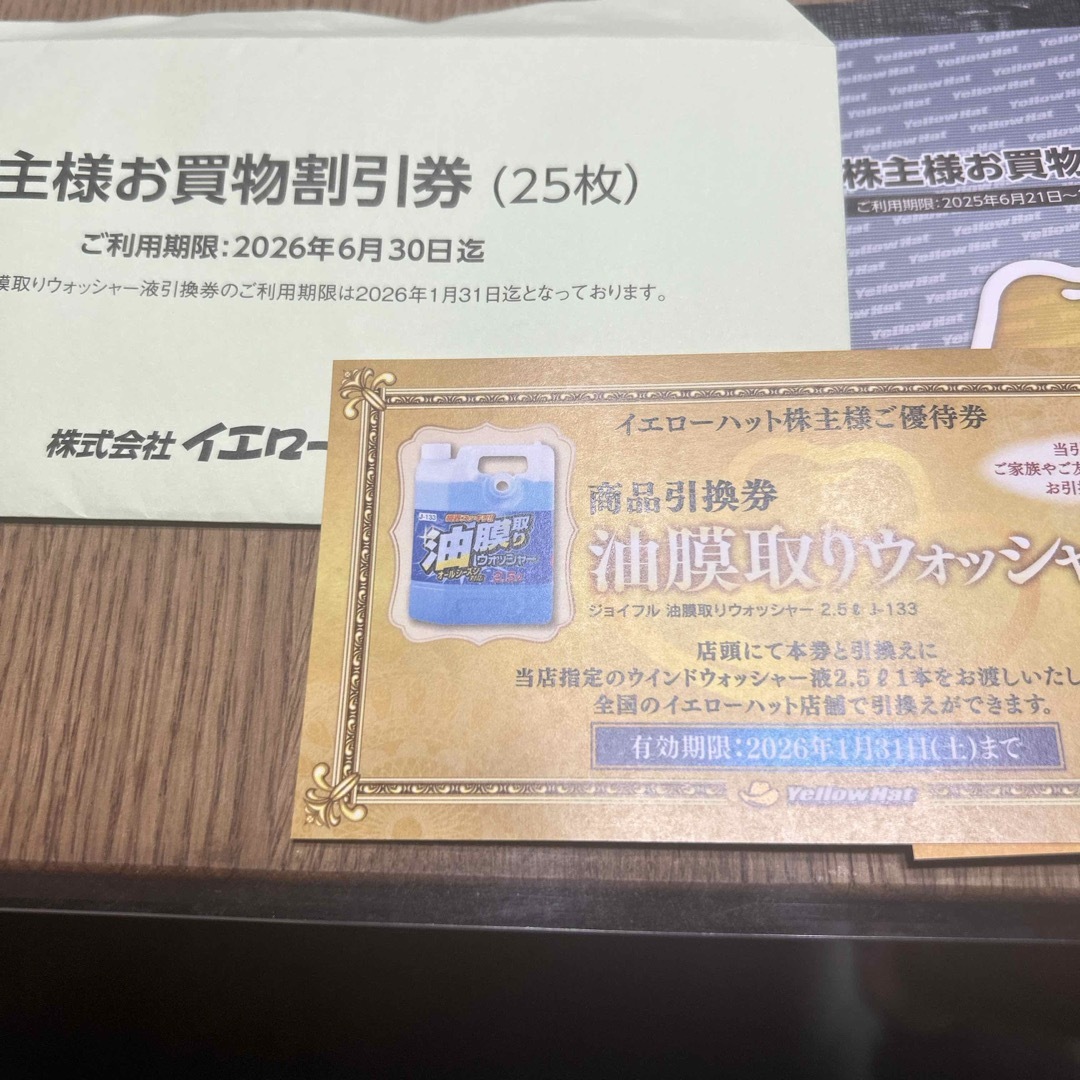 主様お買物割引券 (25枚)
ご利用期限:2026年6月30日迄
膜取りウォッシャー液引換券のご利用期限は2026年1月31日迄となっております。
株式会社 イエロー
Yellow Hat
株主様お買物
ご利用期限:2025年6月21日~
イエローハット株主様ご優待券
当引
ご家族やご友
お引
商品引換券
油膜取りウォッシャ
ジョイフル 油膜取りウォッシャー 2.5ℓ J-133
J-133
油膜取り
ウォッシャー
オールシーズン
店頭にて本券と引換えに
当店指定のウインドウォッシャー液2.5ℓ1本をお渡しいたし
全国のイエローハット店舗で引換えができます。
有効期限:2026年1月31日(土)まで
Yellow Hat